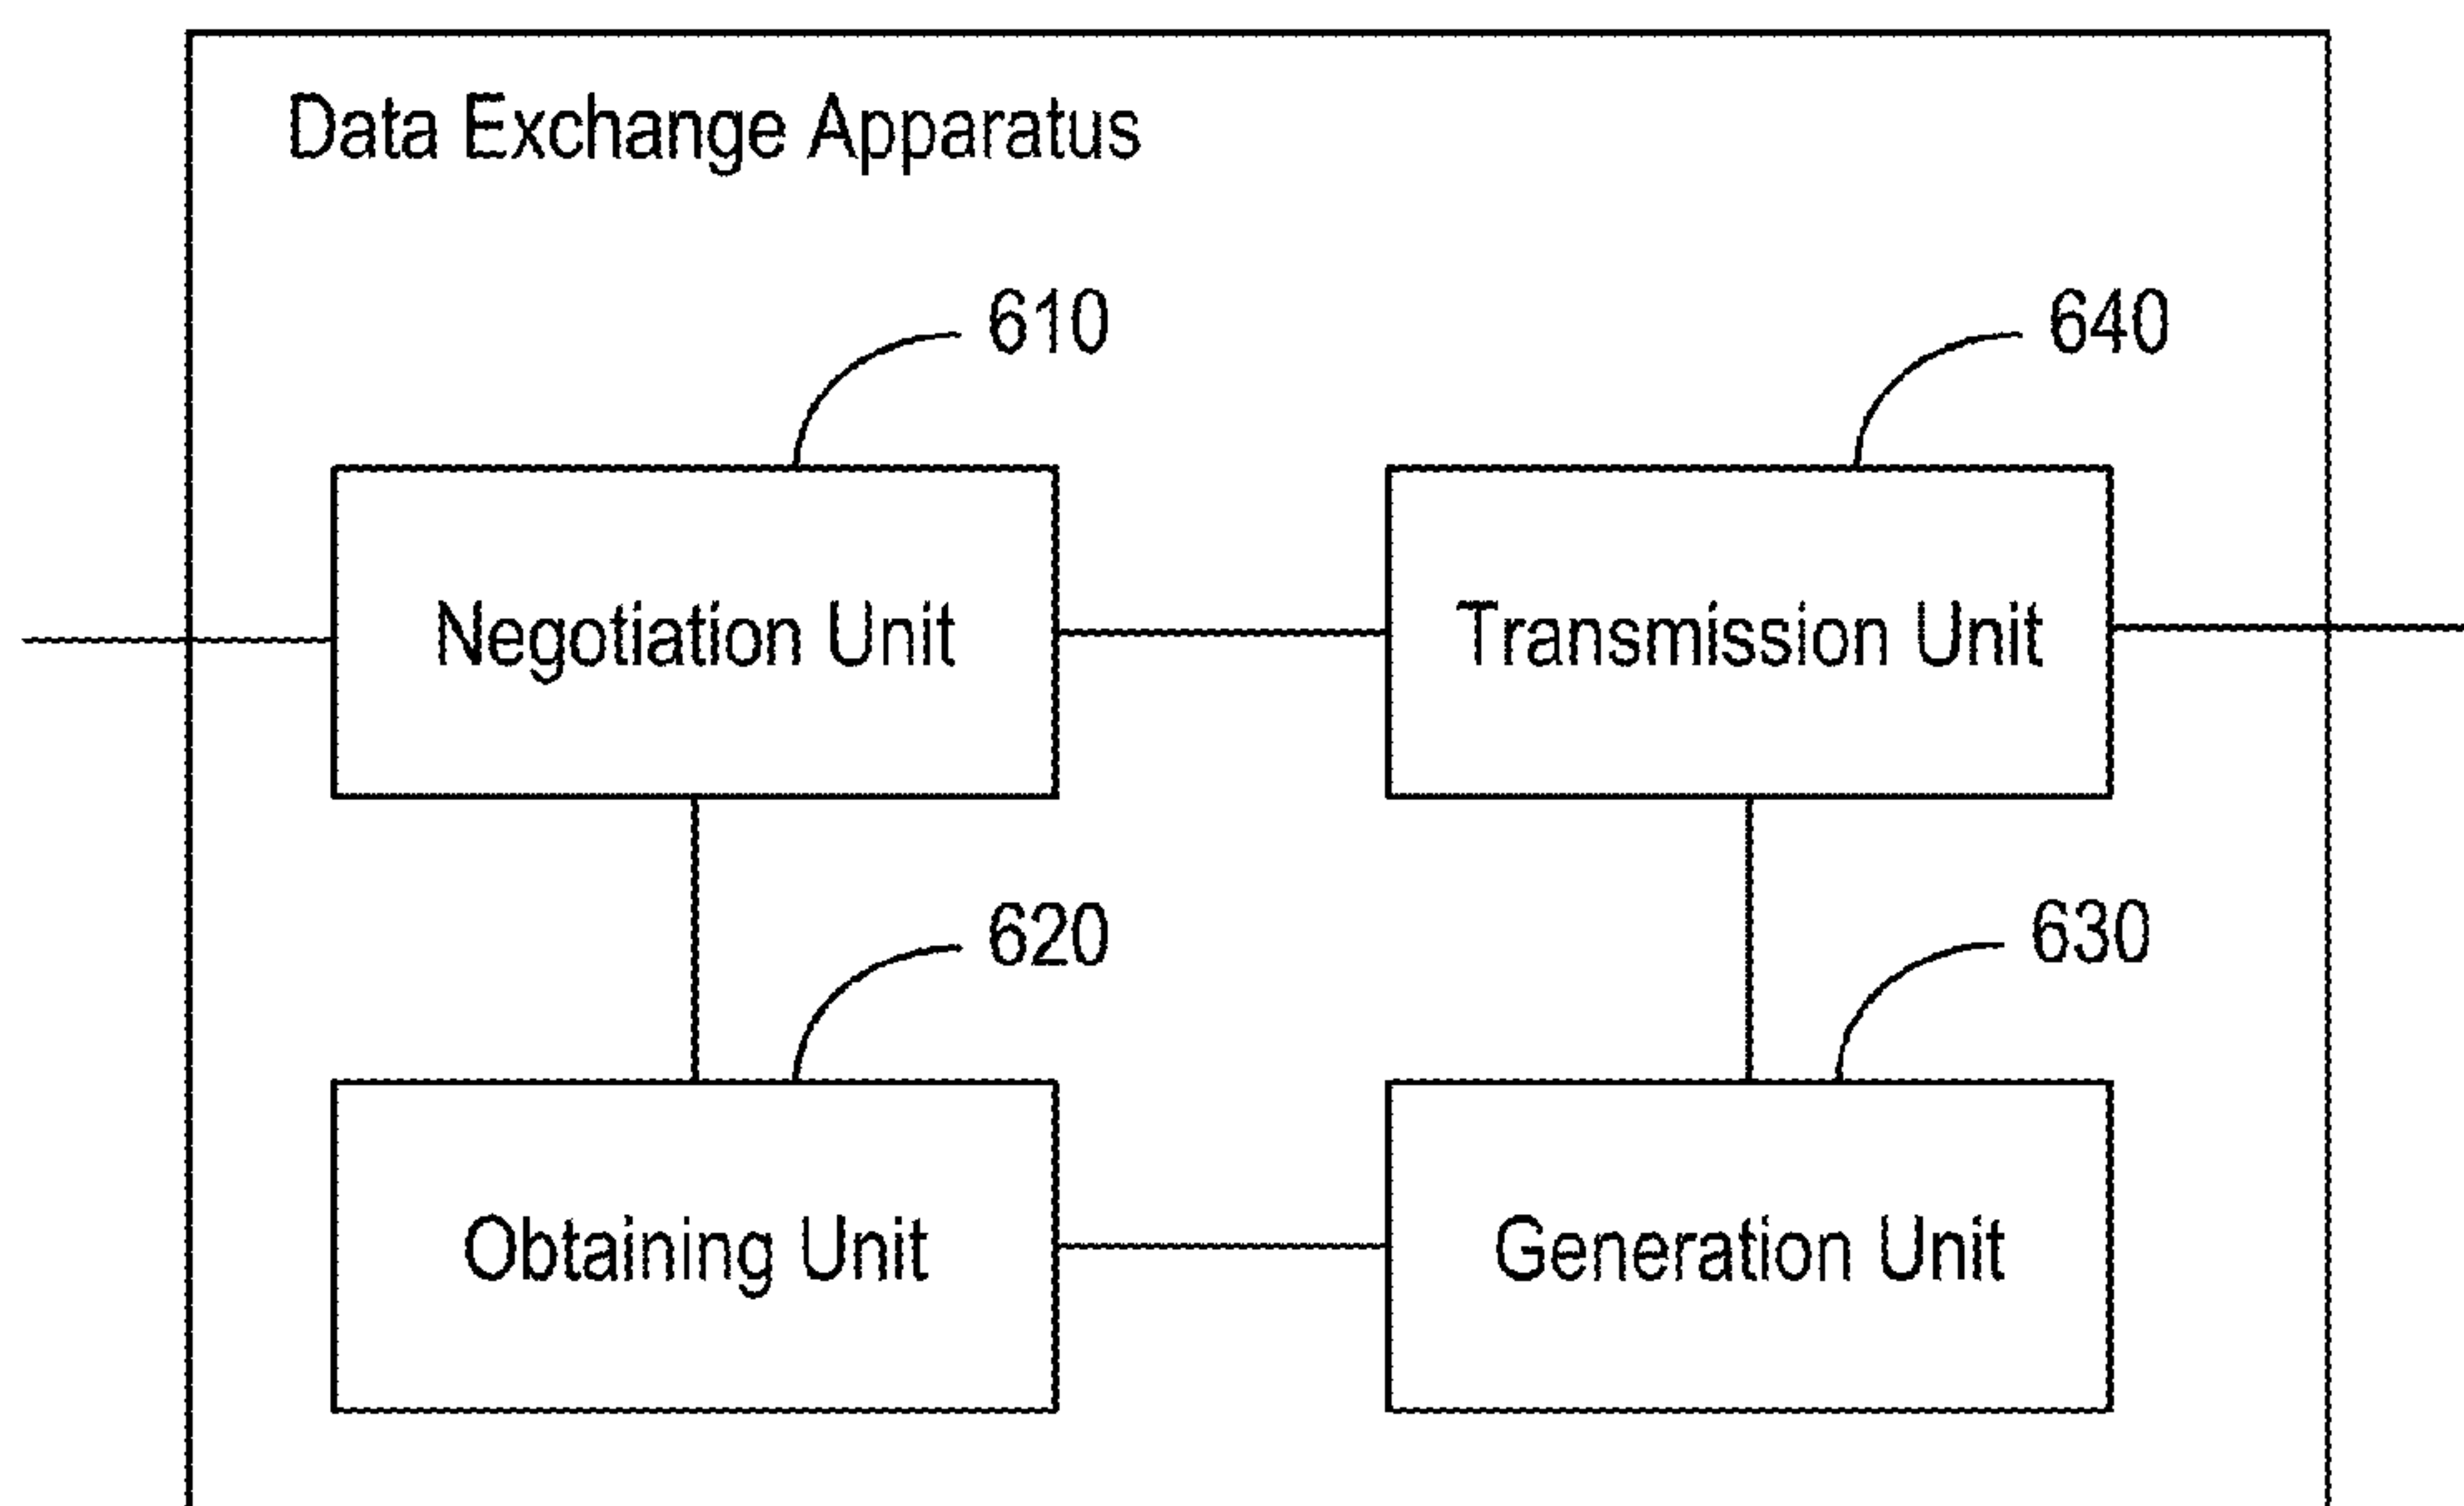 Data Exchange Apparatus
610
640
Negotiation Unit
Transmission Unit
620
630
Obtaining Unit
Generation Unit